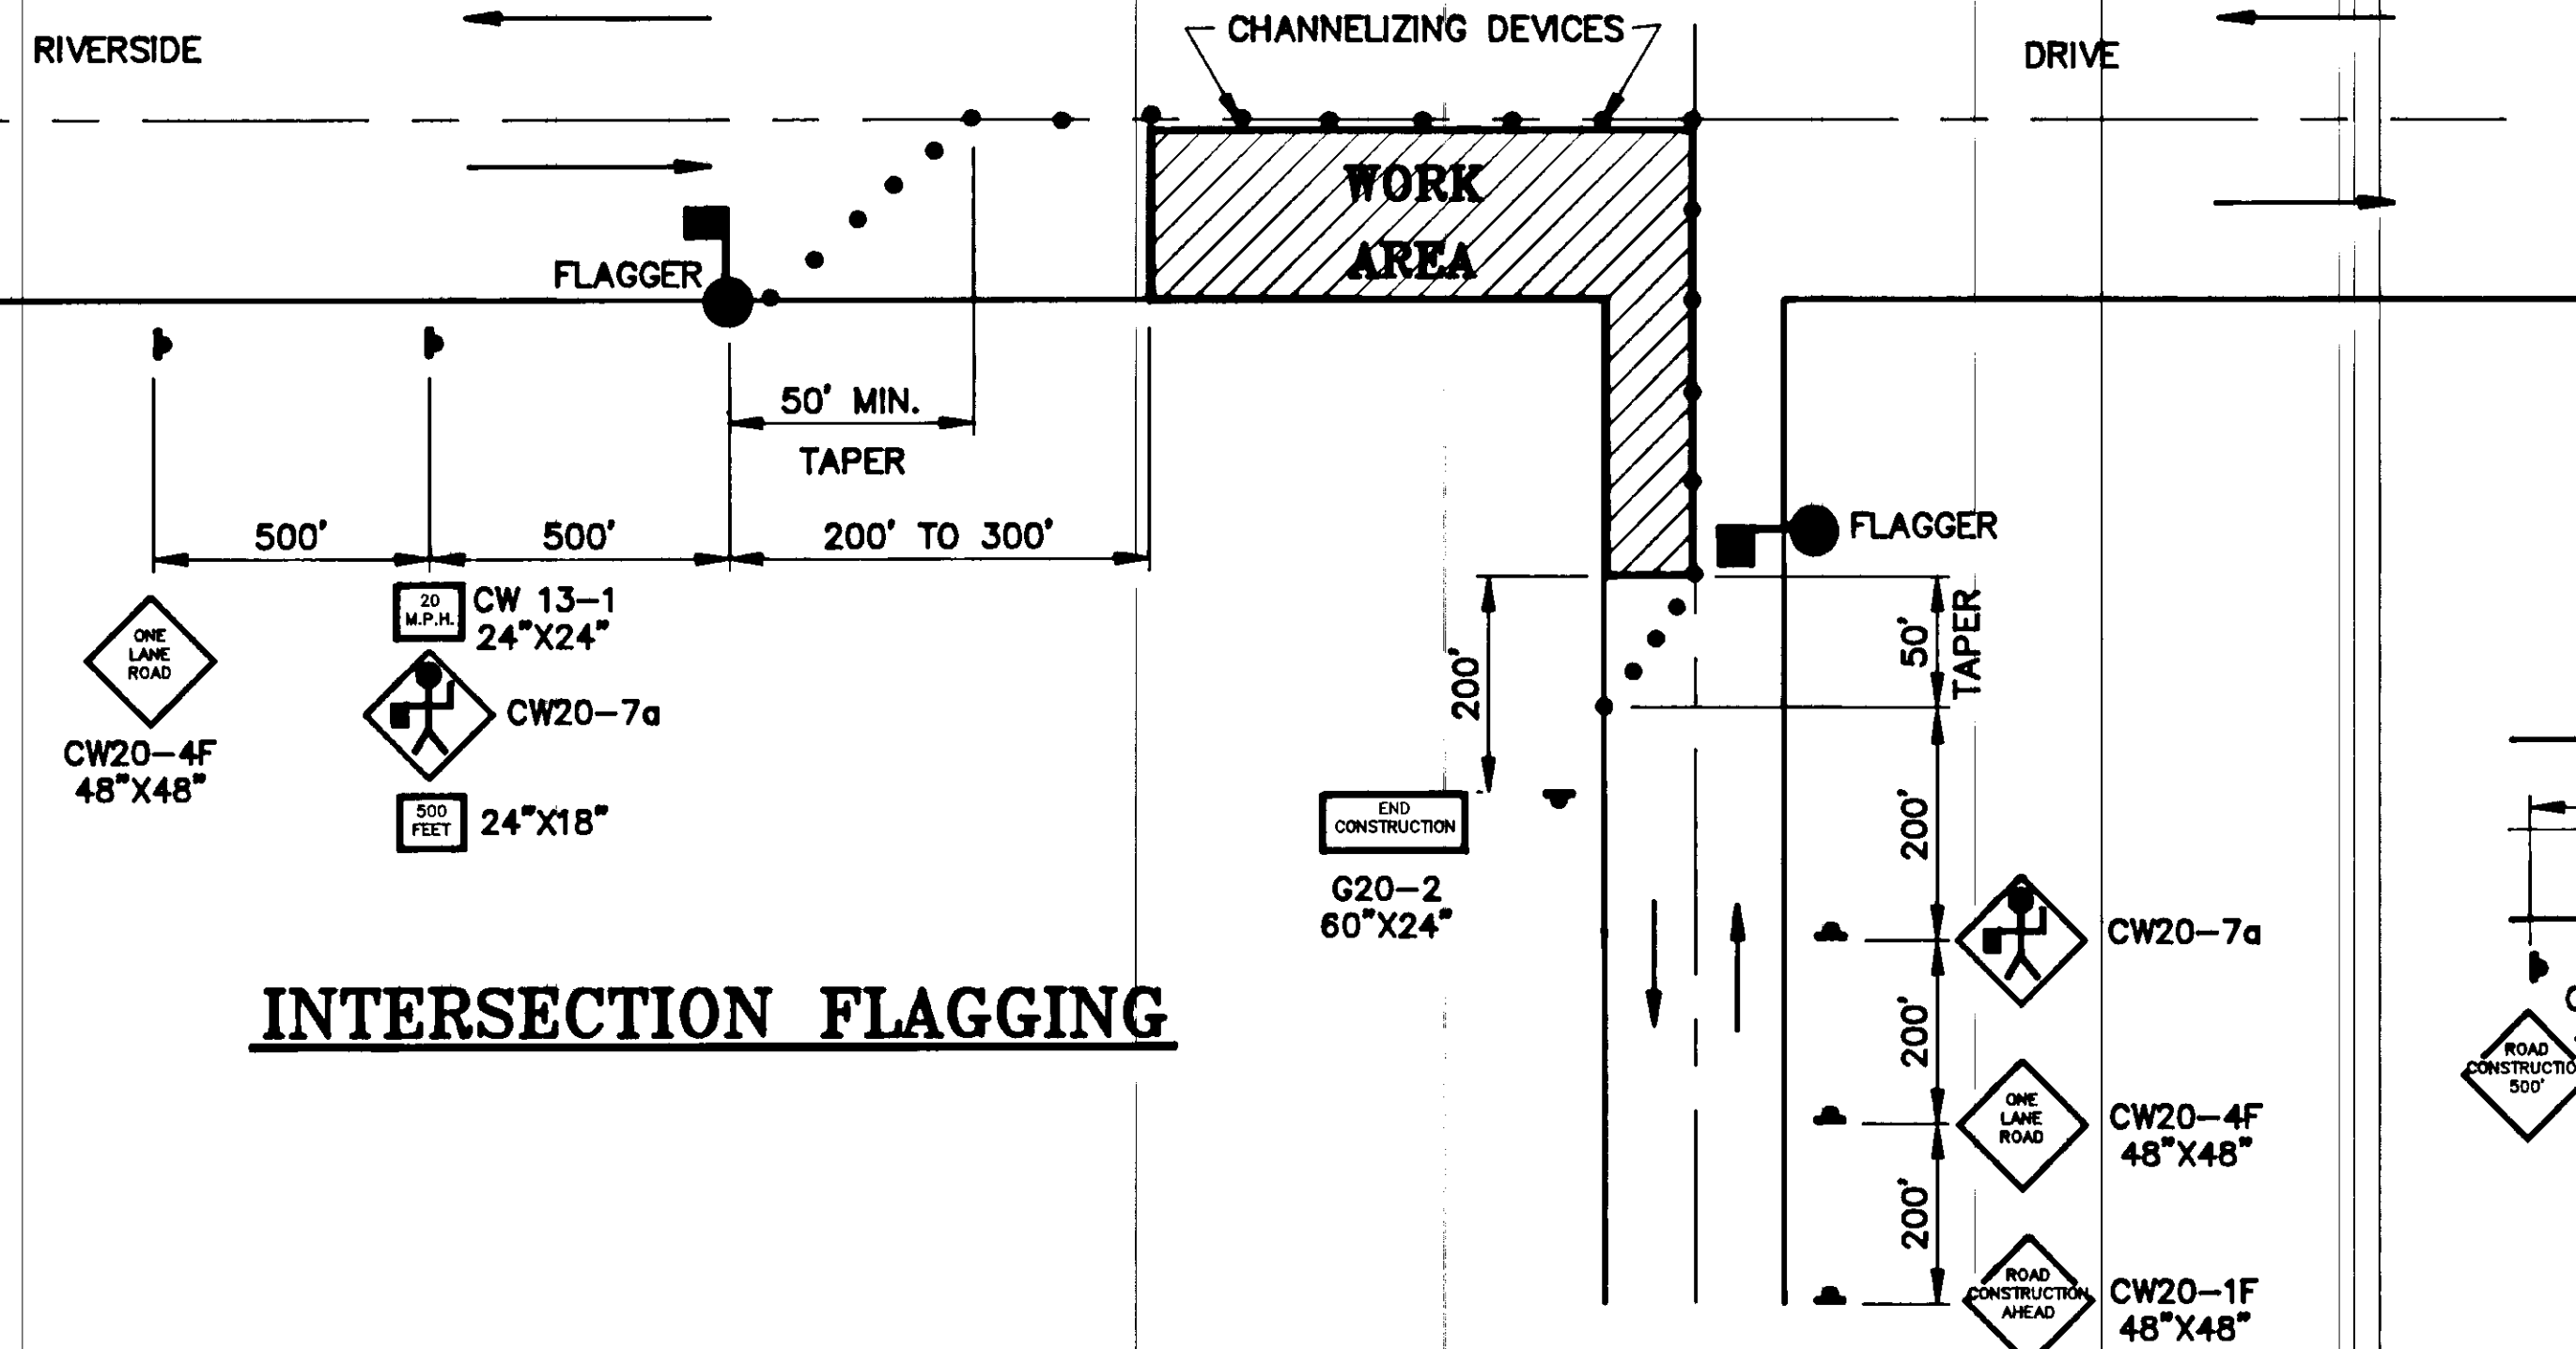 RIVERSIDE
CHANNELIZING DEVICES
DRIVE
WORK
AREA
FLAGGER
50' MIN.
TAPER
500'
500'
200' TO 300'
FLAGGER
ONE
LANE
ROAD
CW20-4F
48"X48"
20
M.P.H.
CW 13-1
24"X24"
CW20-7a
500
FEET
24"X18"
200'
50'
TAPER
END
CONSTRUCTION
G20-2
60"X24"
200'
CW20-7a
200'
ONE
LANE
ROAD
CW20-4F
48"X48"
200'
ROAD
CONSTRUCTION
AHEAD
CW20-1F
48"X48"
INTERSECTION FLAGGING
ROAD
CONSTRUCTIO
500'